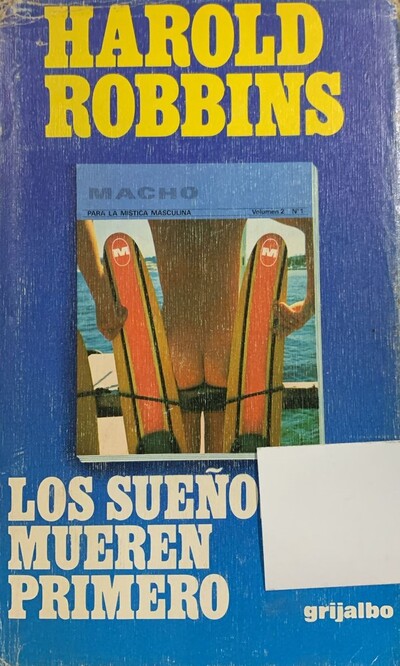 HAROLD
ROBBINS
MACHO
PARA LA MISTICA MASCULINA Volumen 2 Nº 1
M M
LOS SUEÑO
MUEREN
PRIMERO
grijalbo